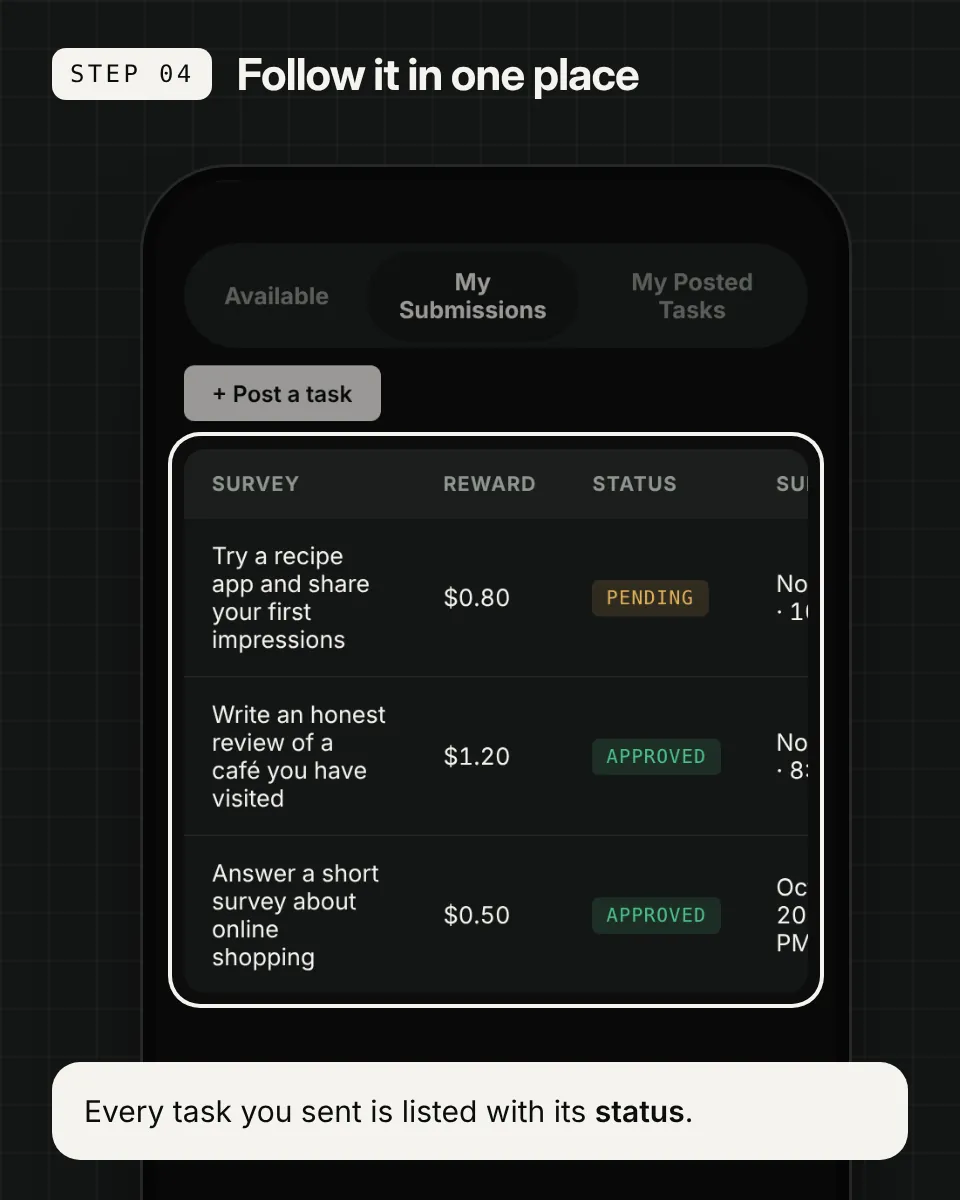 STEP 04
Follow it in one place
Available
My
Submissions
My Posted
Tasks
+ Post a task
SURVEY REWARD STATUS
Try a recipe
app and share
your first
impressions
$0.80
PENDING
Write an honest
review of a
café you have
visited
$1.20
APPROVED
Answer a short
survey about
online
shopping
$0.50
APPROVED
20
PM
Every task you sent is listed with its status.